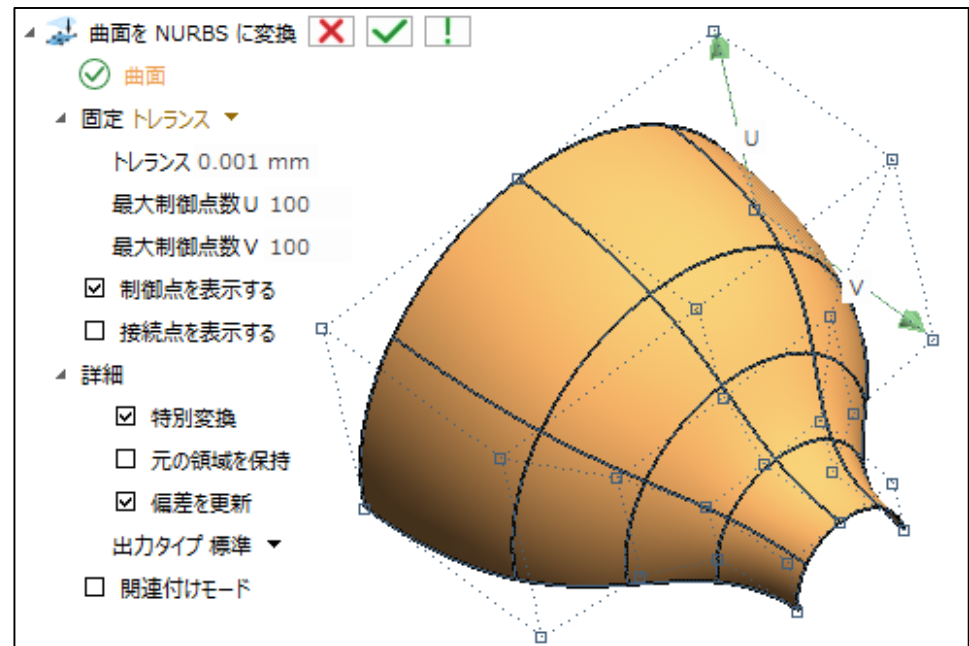 曲面を NURBS に変換
曲面
固定 トレランス
トレランス 0.001 mm
最大制御点数U 100
最大制御点数V 100
制御点を表示する
接続点を表示する
詳細
特別変換
元の領域を保持
偏差を更新
出力タイプ 標準
関連付けモード
U
V